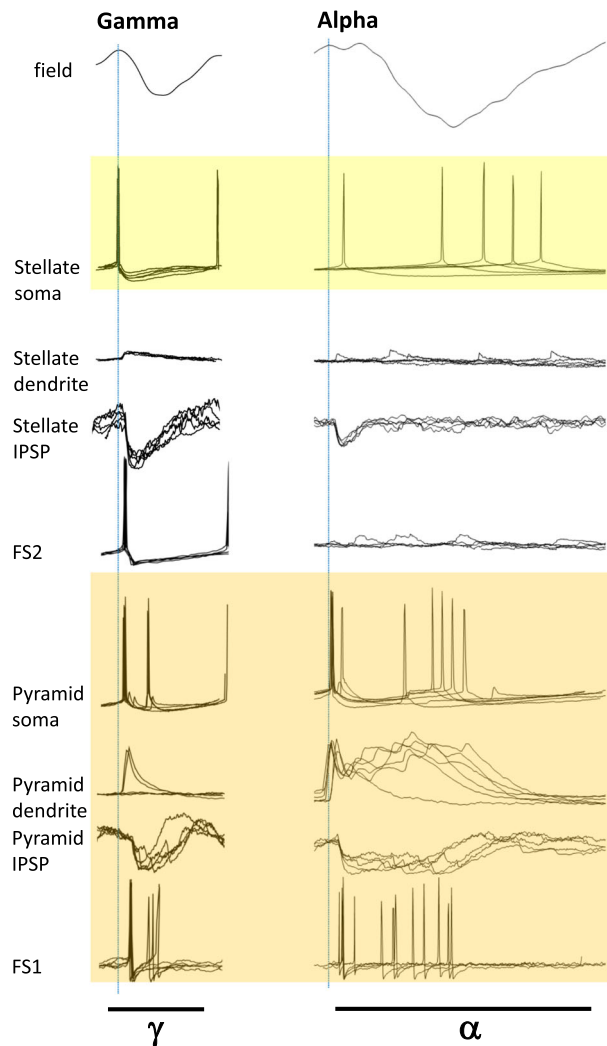 Gamma
Alpha
field
Stellate
soma
Stellate
dendrite
Stellate
IPSP
FS2
Pyramid
soma
Pyramid
dendrite
Pyramid
IPSP
FS1
γ
α